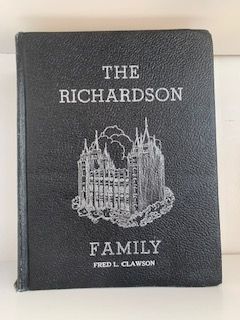 THE
RICHARDSON
FAMILY
FRED L. CLAWSON